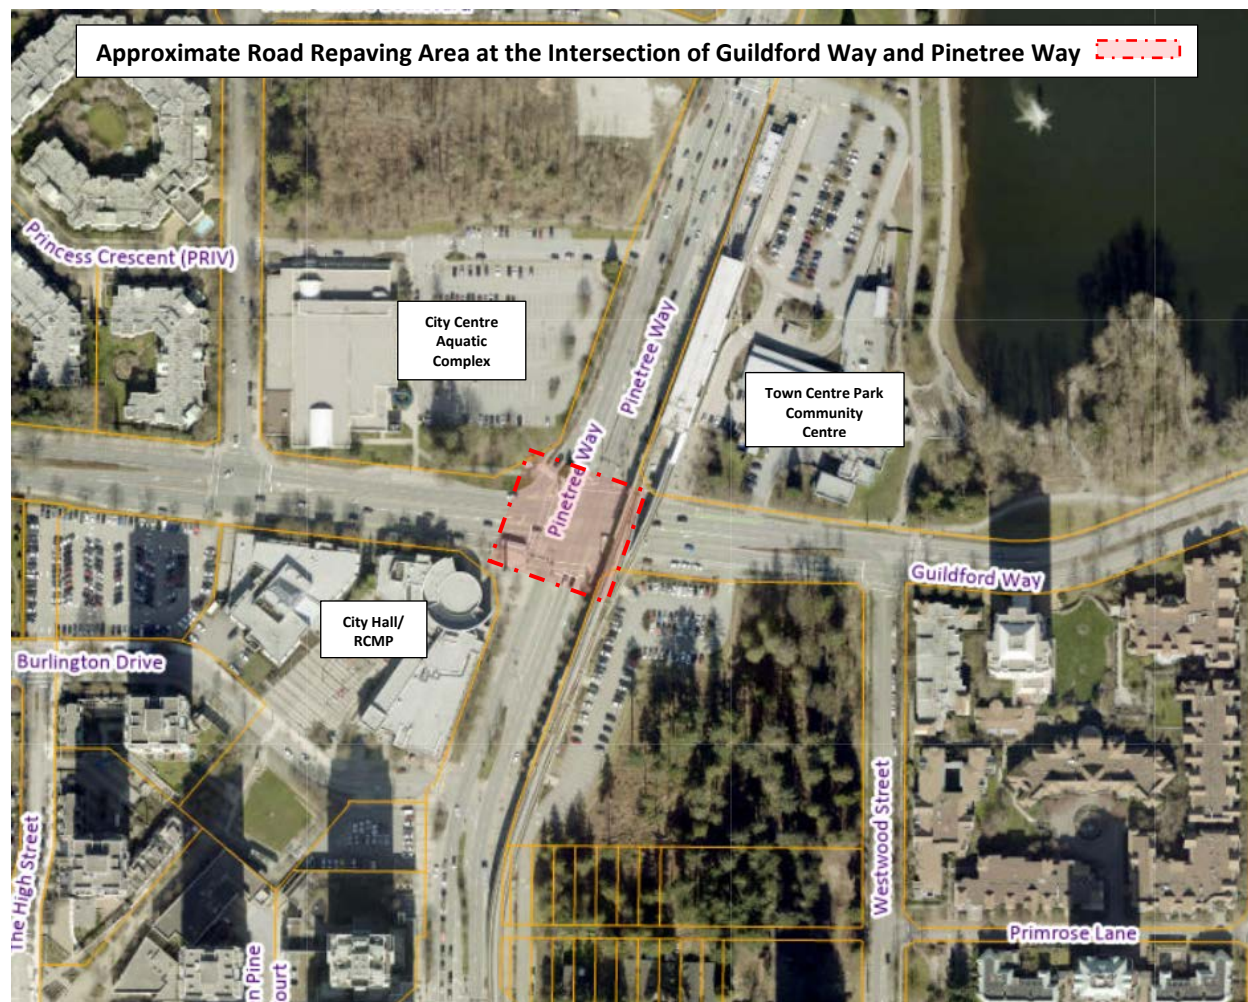 Approximate Road Repaving Area at the Intersection of Guildford Way and Pinetree Way
Princess Crescent (PRIV)
City Centre
Aquatic
Complex
Pinetree Way
Town Centre Park
Community
Centre
Pinetree Way
Guildford Way
City Hall/
RCMP
Burlington Drive
The High Street
Westwood Street
n Pine
ourt
Primrose Lane